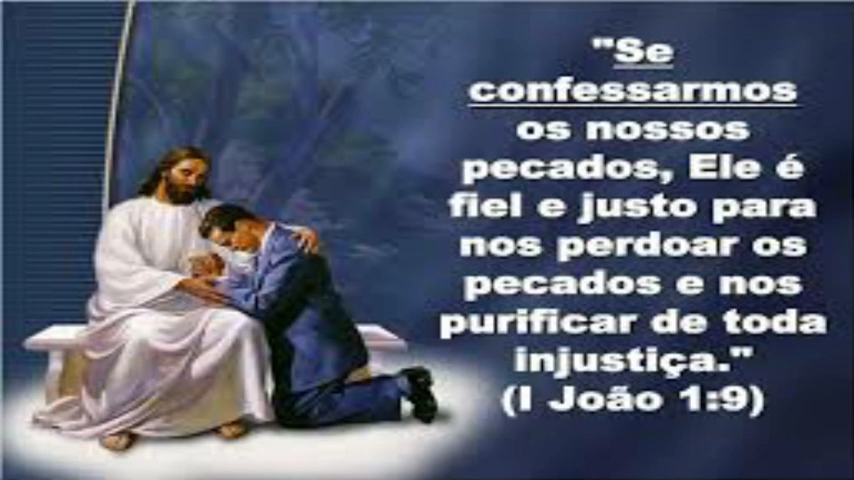 "Se
confessarmos
os nossos
pecados, Ele é
fiel e justo para
nos perdoar os
pecados e nos
purificar de toda
injustiça."
(I João 1:9)